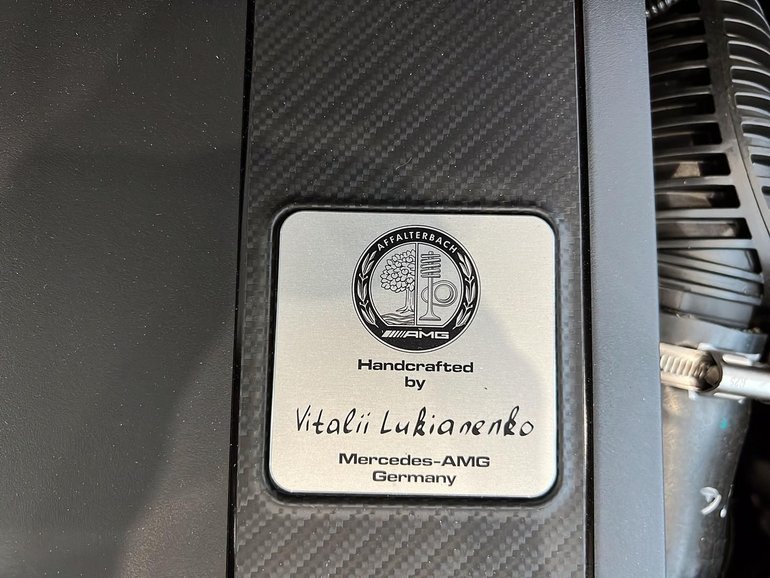 AFFALTERBACH
AMG
Handcrafted
by
Vitalii Lukianenko
Mercedes-AMG
Germany